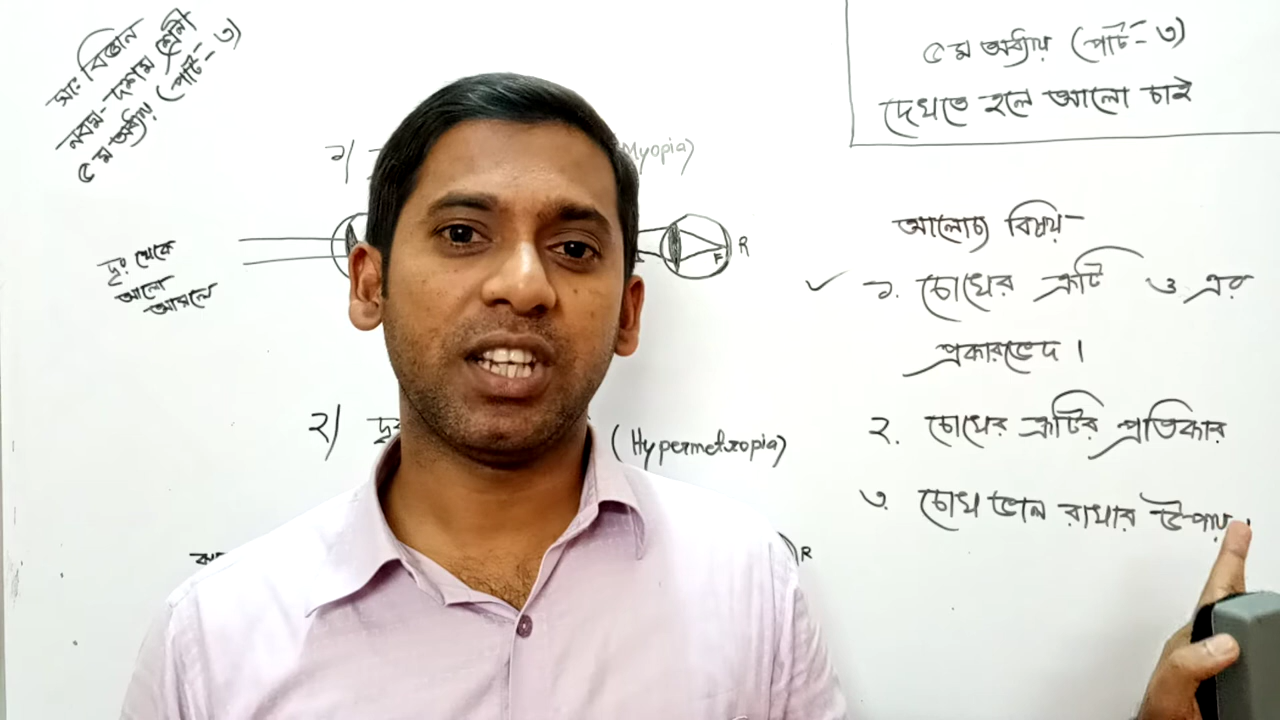 সাঃ বিজ্ঞান
নবম-দশম শ্রেনী
৫ম অধ্যায় (পার্ট-৩)
৫ম অধ্যায় (পার্ট-৩)
দেখতে হলে আলো চাই
১/
(Myopia)
দূর থেকে
আলো
আসলে
F
R
আলোচ্য বিষয়-
✓ ১. চোখের ত্রুটি ও এর
প্রকারভেদ।
২/
(Hypermetropia)
২. চোখের ত্রুটির প্রতিকার
৩. চোখ ভাল রাখার উপায়।
R